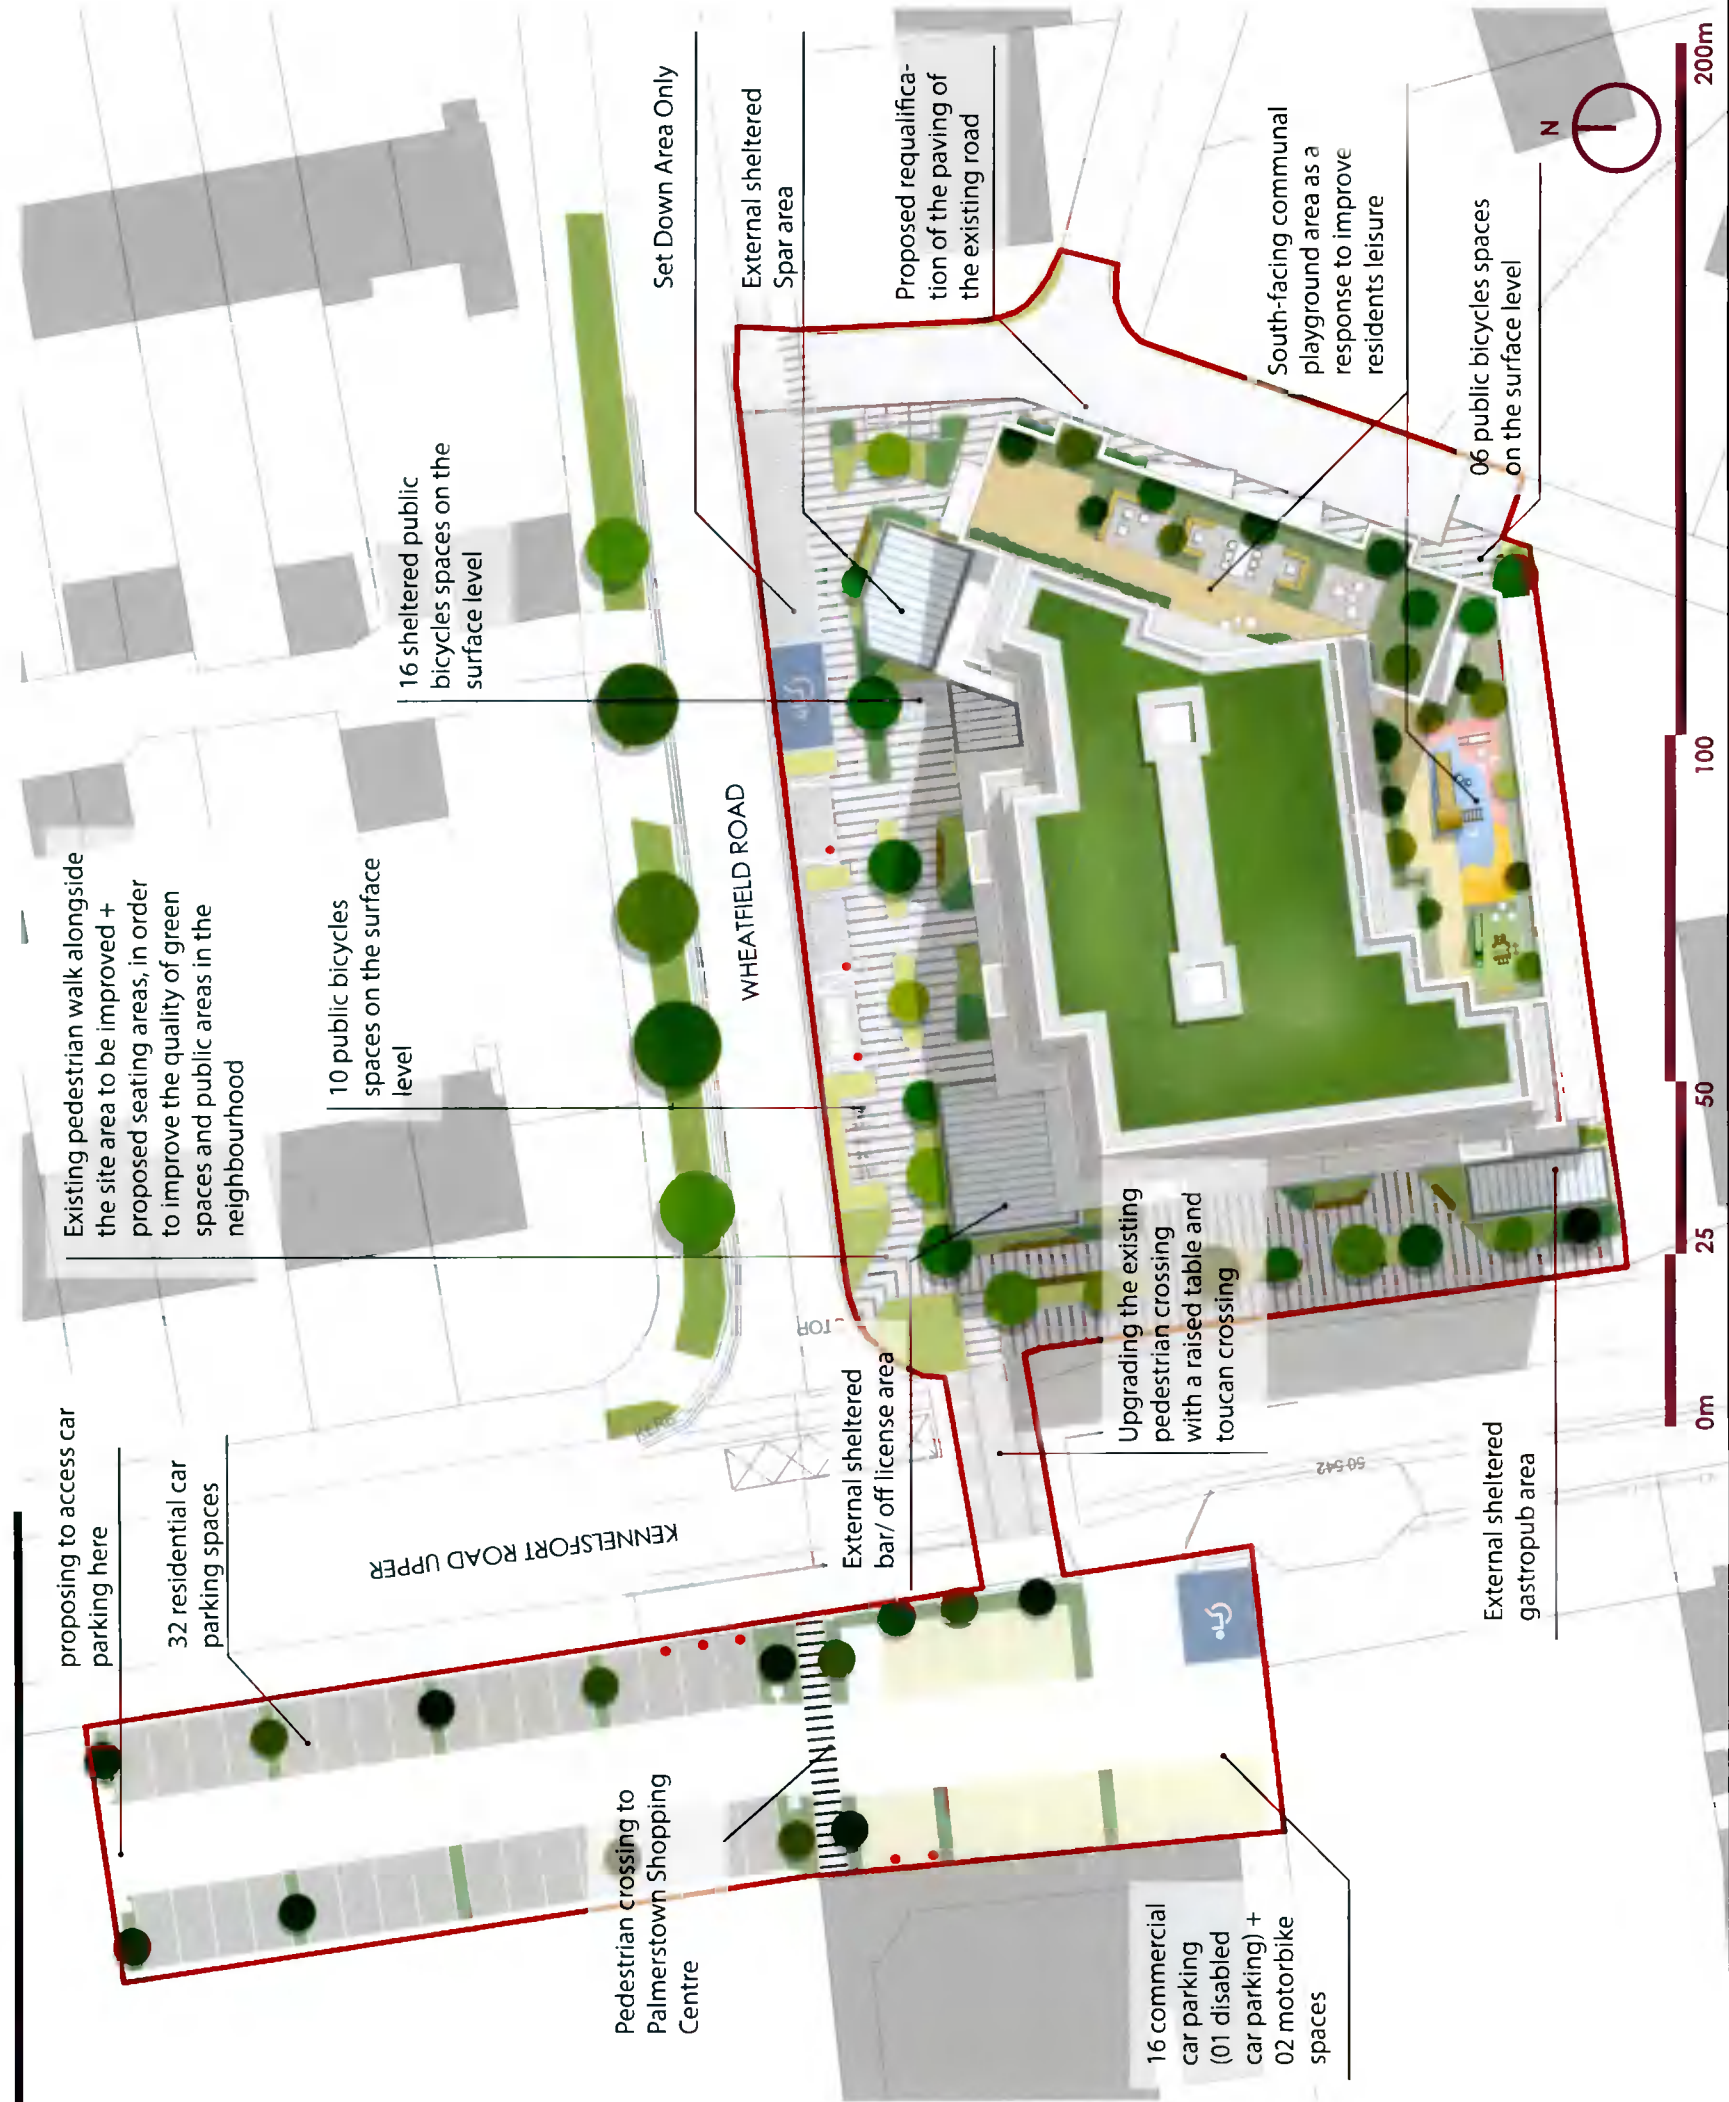 proposing to access car
parking here
32 residential car
parking spaces
Existing pedestrian walk alongside
the site area to be improved +
proposed seating areas, in order
to improve the quality of green
spaces and public areas in the
neighbourhood
10 public bicycles
spaces on the surface
level
16 sheltered public
bicycles spaces on the
surface level
Set Down Area Only
External sheltered
Spar area
Proposed requalifica-
tion of the paving of
the existing road
South-facing communal
playground area as a
response to improve
residents leisure
06 public bicycles spaces
on the surface level
WHEATFIELD ROAD
KENNELSFORT ROAD UPPER
TOP
KERB
External sheltered
bar/ off license area
Upgrading the existing
pedestrian crossing
with a raised table and
toucan crossing
50.542
External sheltered
gastropub area
Pedestrian crossing to
Palmerstown Shopping
Centre
16 commercial
car parking
(01 disabled
car parking) +
02 motorbike
spaces
N
0m 25 50 100 200m